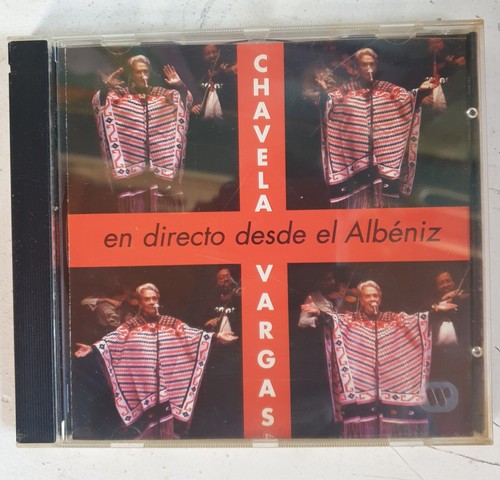 CHAVELA VARGAS
en directo desde el Albéniz